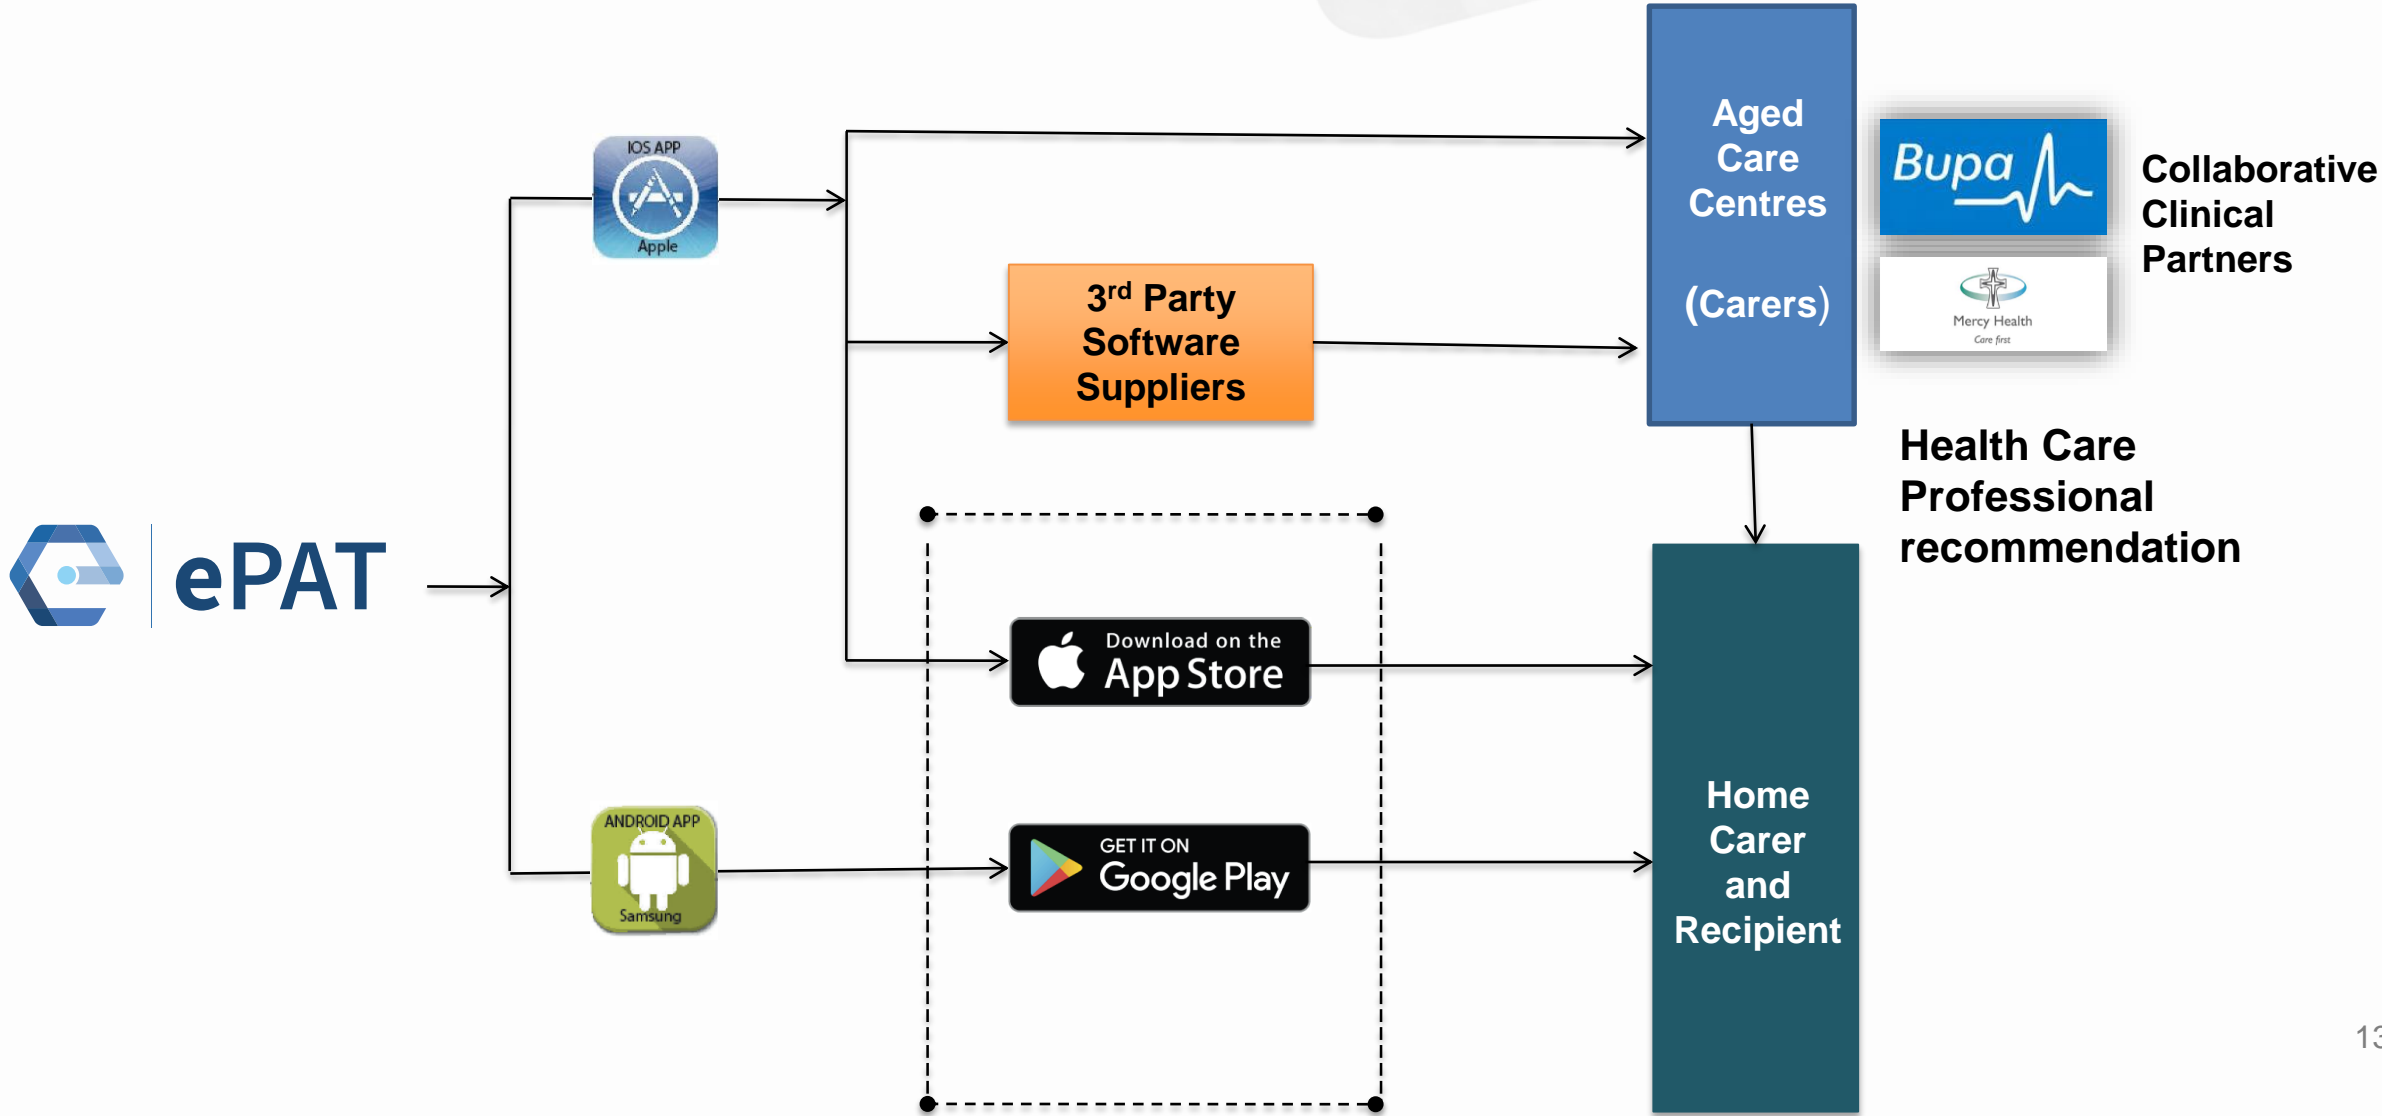 IOS APP
Apple
Aged
Care
Centres
(Carers)
Bupa
Mercy Health
Care first
Collaborative
Clinical
Partners
3rd Party
Software
Suppliers
Health Care
Professional
recommendation
ePAT
Download on the
App Store
ANDROID APP
Samsung
GET IT ON
Google Play
Home
Carer
and
Recipient
13